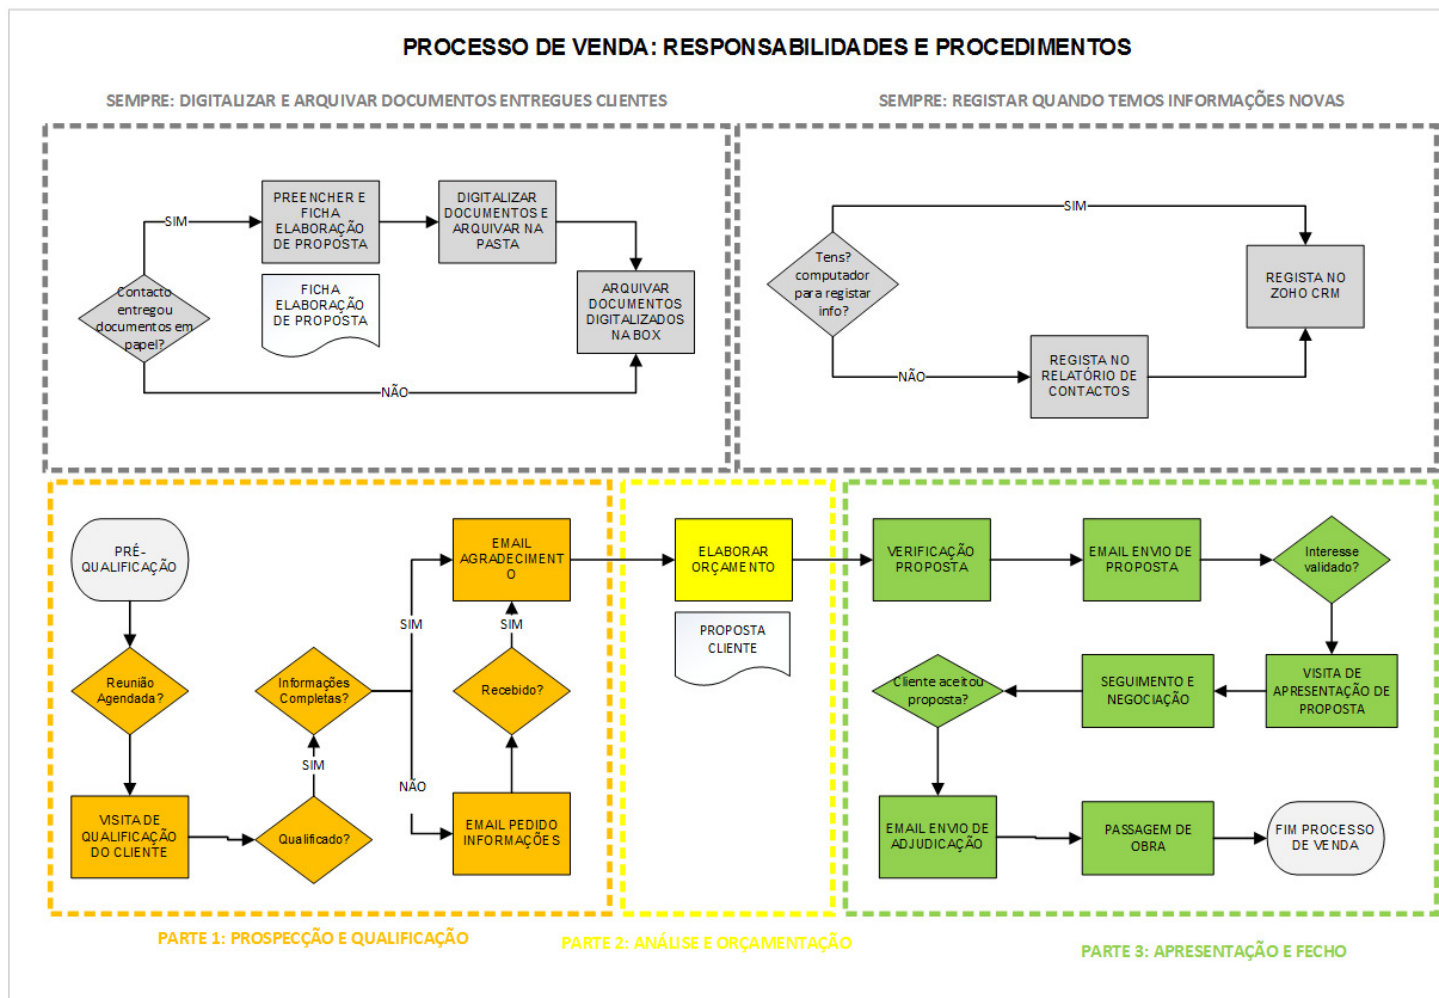 PROCESSO DE VENDA: RESPONSABILIDADES E PROCEDIMENTOS
SEMPRE: DIGITALIZAR E ARQUIVAR DOCUMENTOS ENTREGUES CLIENTES
SEMPRE: REGISTAR QUANDO TEMOS INFORMAÇÕES NOVAS
Contacto
entregou
documentos em
papel?
SIM
PREENCHER E
FICHA
ELABORAÇÃO
DE PROPOSTA
FICHA
ELABORAÇÃO
DE PROPOSTA
DIGITALIZAR
DOCUMENTOS E
ARQUIVAR NA
PASTA
ARQUIVAR
DOCUMENTOS
DIGITALIZADOS
NA BOX
NÃO
Tens?
computador
para registar
info?
SIM
NÃO
REGISTA NO
RELATÓRIO DE
CONTACTOS
REGISTA NO
ZOHO CRM
PRÉ-
QUALIFICAÇÃO
Reunião
Agendada?
VISITA DE
QUALIFICAÇÃO
DO CLIENTE
Qualificado?
SIM
Informações
Completas?
SIM
NÃO
EMAIL PEDIDO
INFORMAÇÕES
Recebido?
SIM
EMAIL
AGRADECIMENT
O
PARTE 1: PROSPECÇÃO E QUALIFICAÇÃO
ELABORAR
ORÇAMENTO
PROPOSTA
CLIENTE
PARTE 2: ANÁLISE E ORÇAMENTAÇÃO
VERIFICAÇÃO
PROPOSTA
EMAIL ENVIO DE
PROPOSTA
Interesse
validado?
VISITA DE
APRESENTAÇÃO DE
PROPOSTA
SEGUIMENTO E
NEGOCIAÇÃO
Cliente aceitou
proposta?
EMAIL ENVIO DE
ADJUDICAÇÃO
PASSAGEM DE
OBRA
FIM PROCESSO
DE VENDA
PARTE 3: APRESENTAÇÃO E FECHO